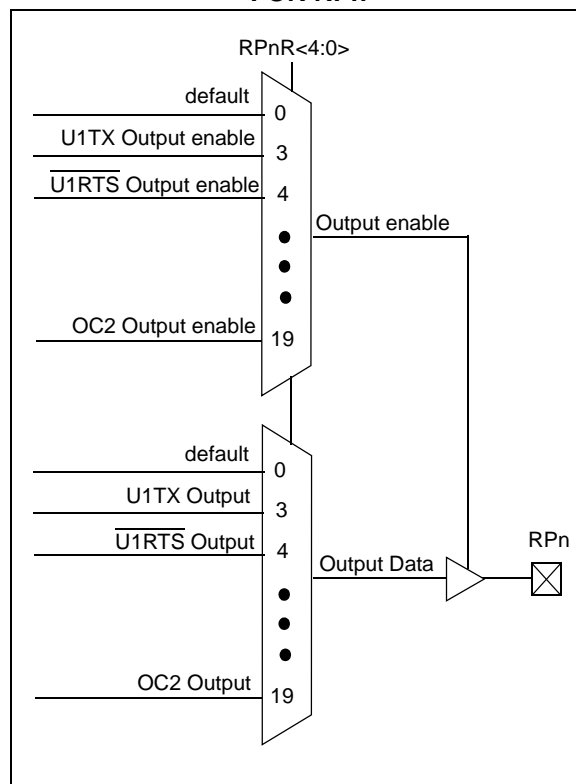 RPnR<4:0>
default
0
U1TX Output enable
3
U1RTS Output enable
4
Output enable
OC2 Output enable
19
default
0
U1TX Output
3
U1RTS Output
4
RPn
Output Data
OC2 Output
19